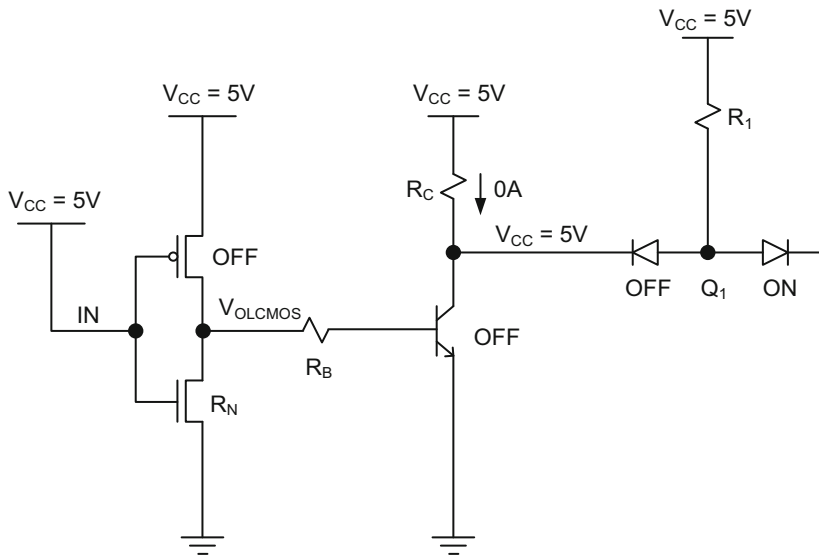 V_CC = 5V
V_CC = 5V
V_CC = 5V
R_1
R_C
0A
V_CC = 5V
V_CC = 5V
OFF
OFF
Q_1
ON
IN
V_OLCMOS
R_B
OFF
R_N